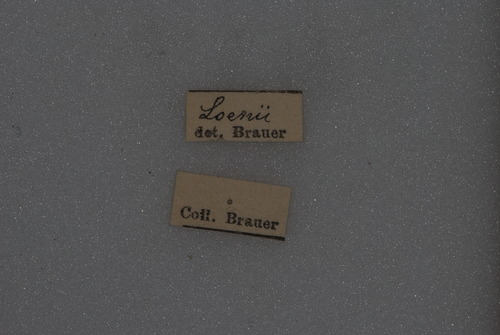 Loewii
det. Brauer
Coll. Brauer